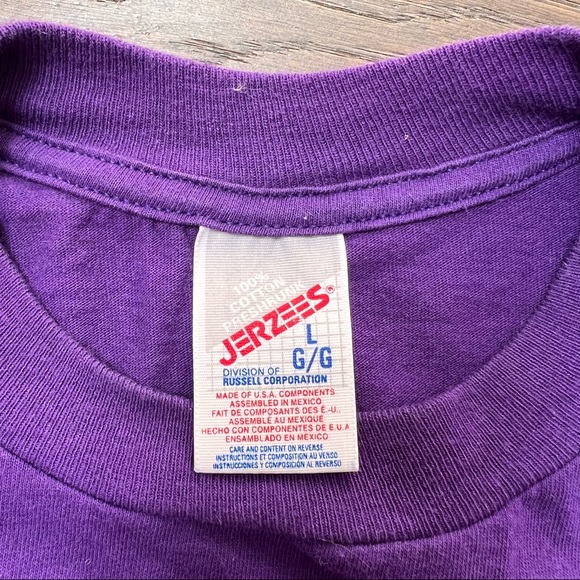 100%
COTTON
PRESHRUNK
JERZEES®
L
G/G
DIVISION OF
RUSSELL CORPORATION
MADE OF U.S.A. COMPONENTS
ASSEMBLED IN MEXICO
FAIT DE COMPOSANTS DES É.-U.
ASSEMBLÉ AU MEXIQUE
HECHO CON COMPONENTES DE E.U.A
ENSAMBLADO EN MEXICO
CARE AND CONTENT ON REVERSE
INSTRUCTIONS ET COMPOSITION AU VERSO
INSTRUCCIONES Y COMPOSICIÓN AL REVERSO